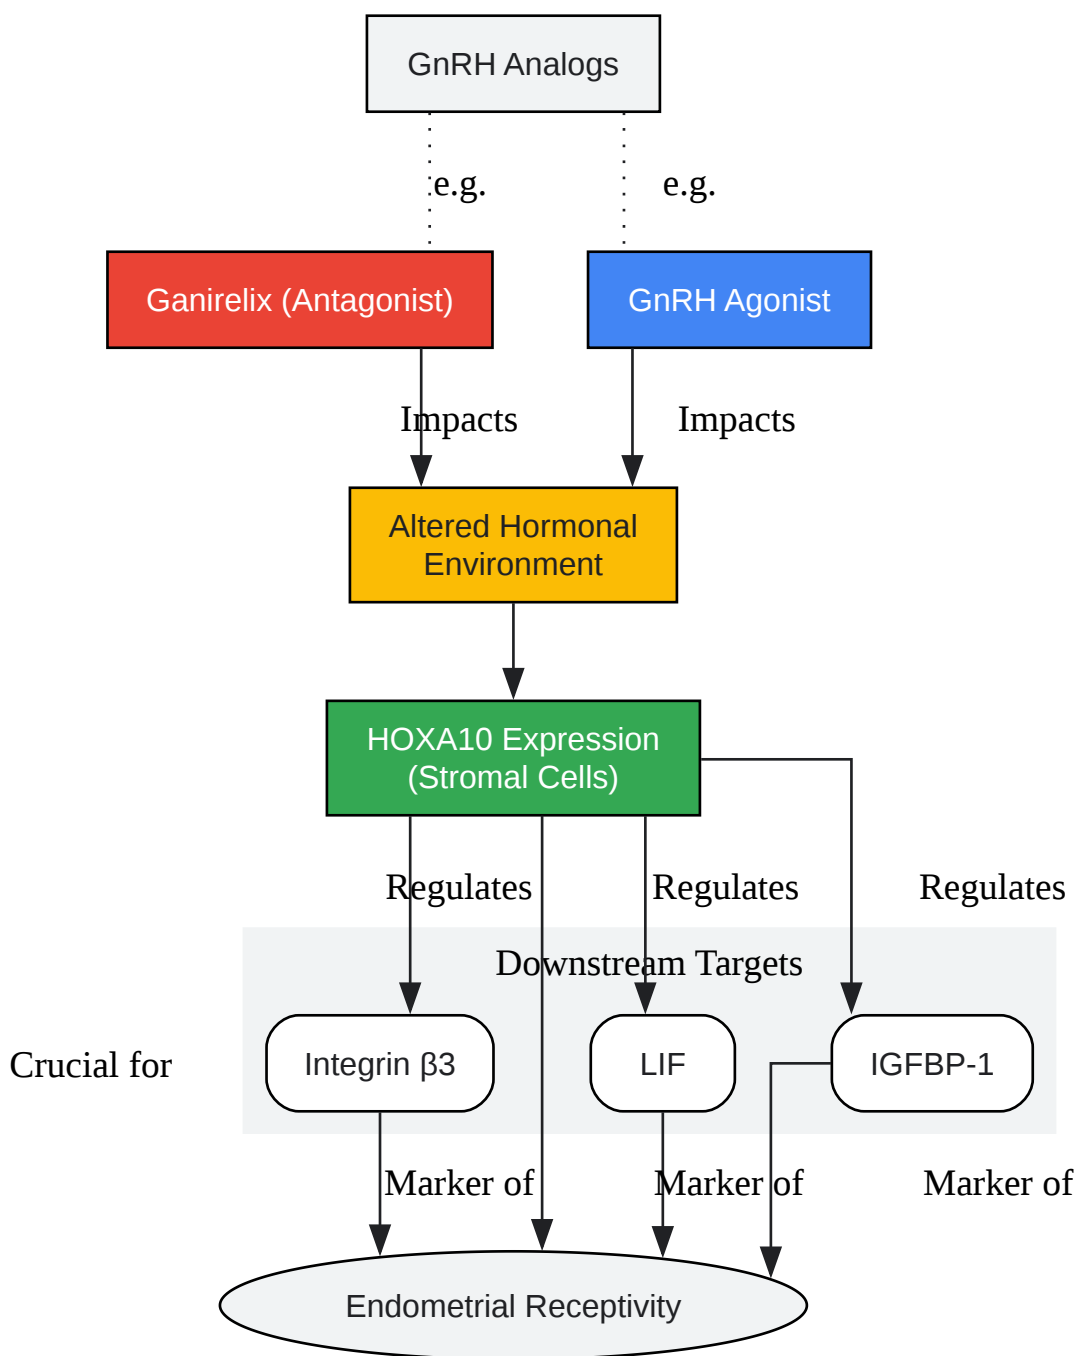 GnRH Analogs
e.g.
e.g.
Ganirelix (Antagonist)
GnRH Agonist
Impacts
Impacts
Altered Hormonal
Environment
HOXA10 Expression
(Stromal Cells)
Regulates
Regulates
Regulates
Downstream Targets
Crucial for
Integrin β3
LIF
IGFBP-1
Marker of
Marker of
Marker of
Endometrial Receptivity